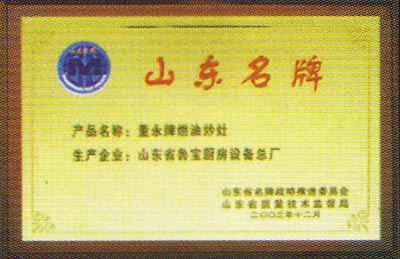 山东名牌
产品名称：董永牌燃油炒灶
生产企业：山东省鲁宝厨房设备总厂
山东省名牌战略推进委员会
山东省质量技术监督局
二〇〇三年十二月